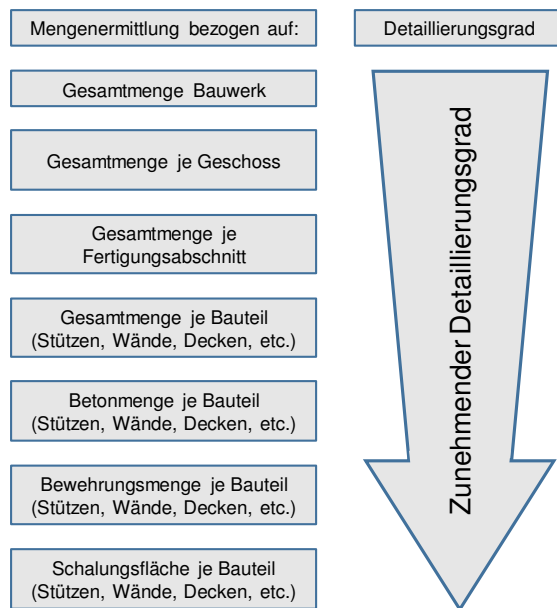 Mengenermittlung bezogen auf:
Detaillierungsgrad
Gesamtmenge Bauwerk
Gesamtmenge je Geschoss
Gesamtmenge je
Fertigungsabschnitt
Gesamtmenge je Bauteil
(Stützen, Wände, Decken, etc.)
Betonmenge je Bauteil
(Stützen, Wände, Decken, etc.)
Bewehrungsmenge je Bauteil
(Stützen, Wände, Decken, etc.)
Schalungsfläche je Bauteil
(Stützen, Wände, Decken, etc.)
Zunehmender Detaillierungsgrad